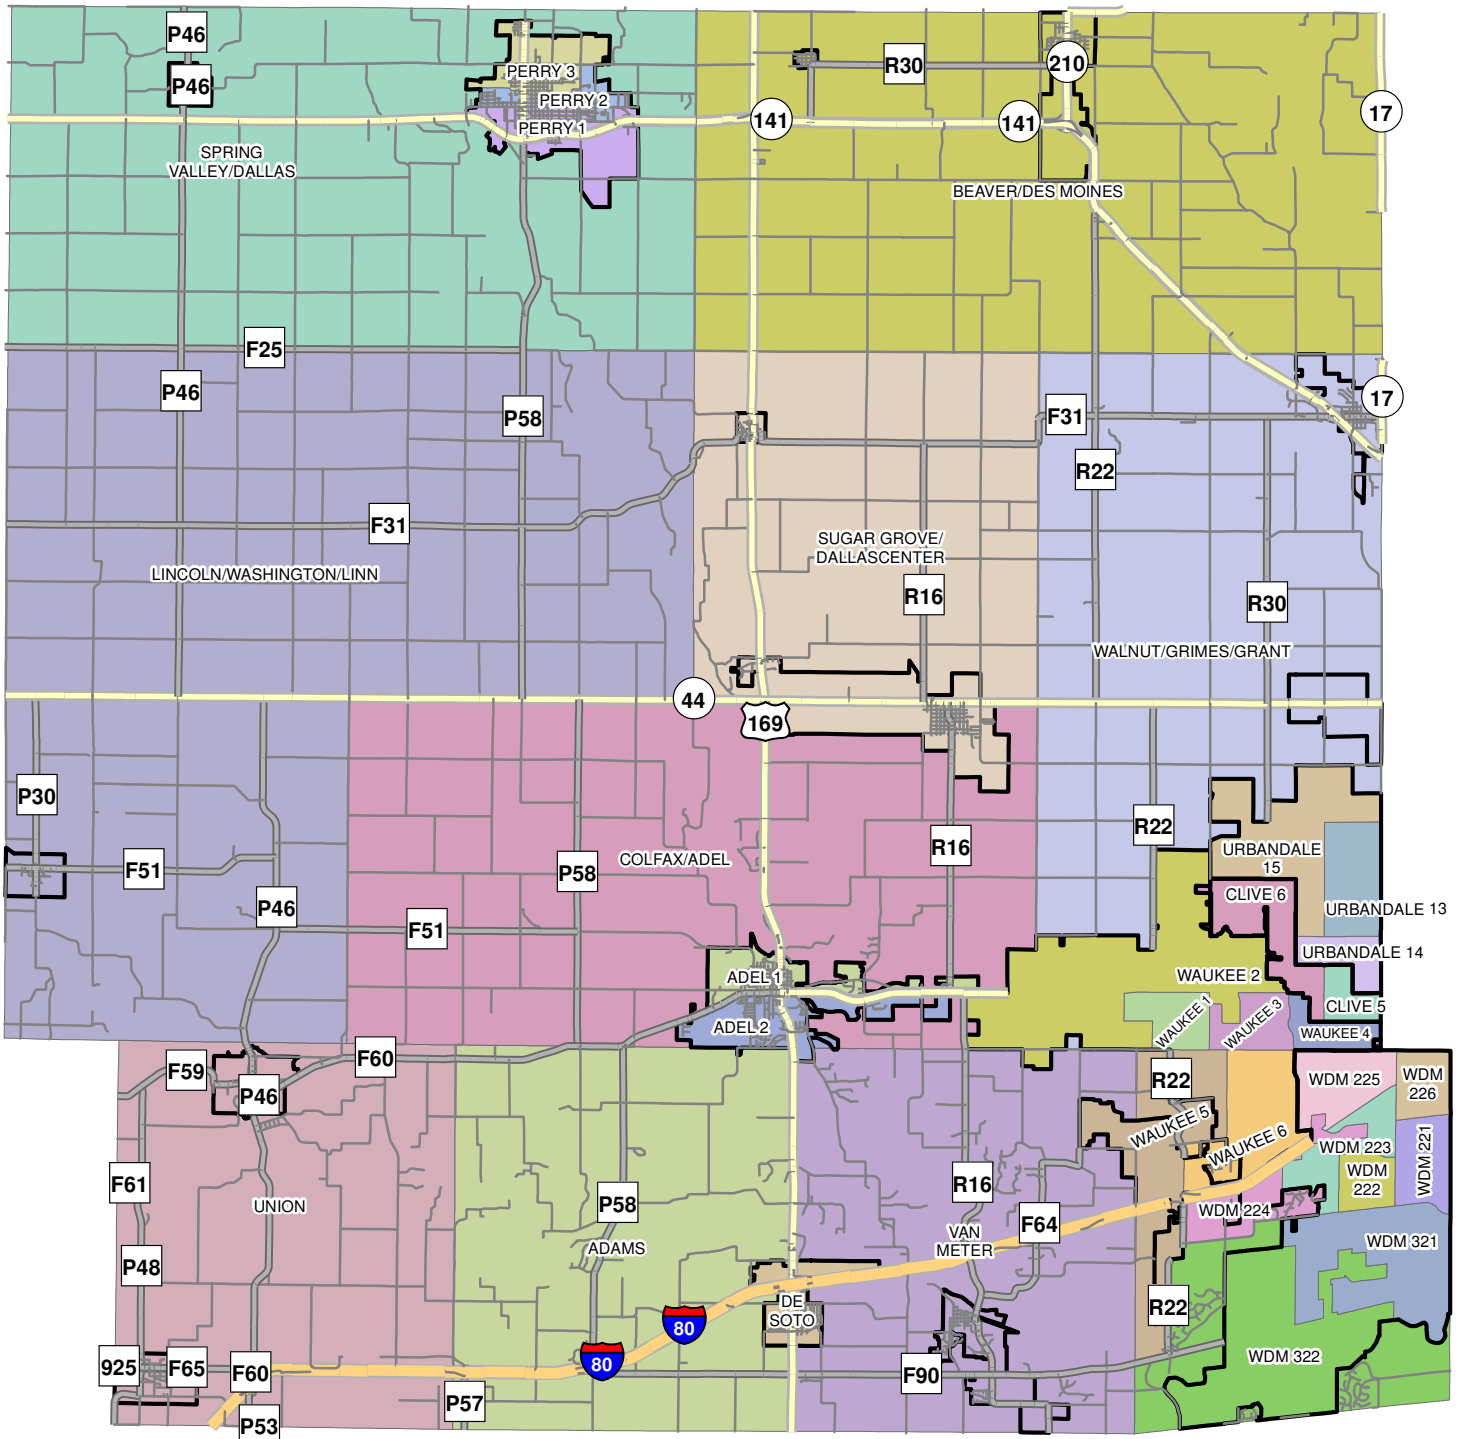 P46
PERRY 3
R30
210
P46
PERRY 2
17
141
141
PERRY 1
SPRING
VALLEY/DALLAS
BEAVER/DES MOINES
F25
P46
17
P58
F31
R22
F31
SUGAR GROVE/
DALLASCENTER
LINCOLN/WASHINGTON/LINN
R16
R30
WALNUT/GRIMES/GRANT
44
169
P30
R22
R16
URBANDALE
15
COLFAX/ADEL
F51
P58
CLIVE 6
P46
URBANDALE 13
F51
URBANDALE 14
WAUKEE 2
ADEL 1
CLIVE 5
WAUKEE 1
WAUKEE 3
ADEL 2
WAUKEE 4
F60
F59
R22
WDM 225
WDM
226
P46
WAUKEE 5
WAUKEE 6
WDM 223
WDM 221
F61
R16
WDM
222
P58
UNION
WDM 224
F64
VAN
METER
WDM 321
ADAMS
P48
DE
SOTO
R22
80
WDM 322
80
925
F65
F60
F90
P57
P53